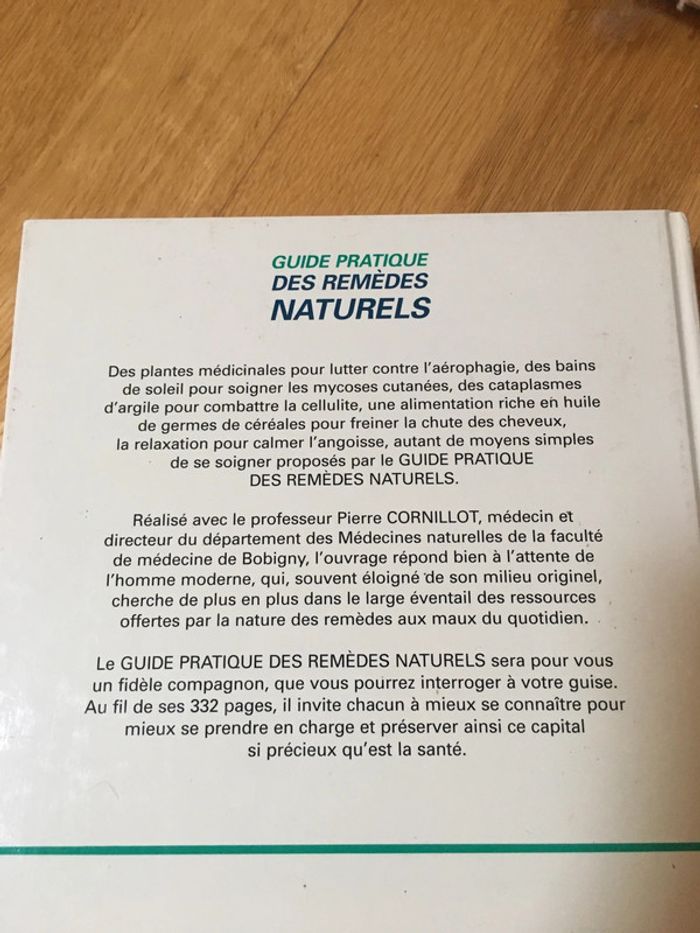 GUIDE PRATIQUE
DES REMÈDES
NATURELS
Des plantes médicinales pour lutter contre l'aérophagie, des bains
de soleil pour soigner les mycoses cutanées, des cataplasmes
d'argile pour combattre la cellulite, une alimentation riche en huile
de germes de céréales pour freiner la chute des cheveux,
la relaxation pour calmer l'angoisse, autant de moyens simples
de se soigner proposés par le GUIDE PRATIQUE
DES REMÈDES NATURELS.
Réalisé avec le professeur Pierre CORNILLOT, médecin et
directeur du département des Médecines naturelles de la faculté
de médecine de Bobigny, l'ouvrage répond bien à l'attente de
l'homme moderne, qui, souvent éloigné de son milieu originel,
cherche de plus en plus dans le large éventail des ressources
offertes par la nature des remèdes aux maux du quotidien.
Le GUIDE PRATIQUE DES REMÈDES NATURELS sera pour vous
un fidèle compagnon, que vous pourrez interroger à votre guise.
Au fil de ses 332 pages, il invite chacun à mieux se connaître pour
mieux se prendre en charge et préserver ainsi ce capital
si précieux qu'est la santé.